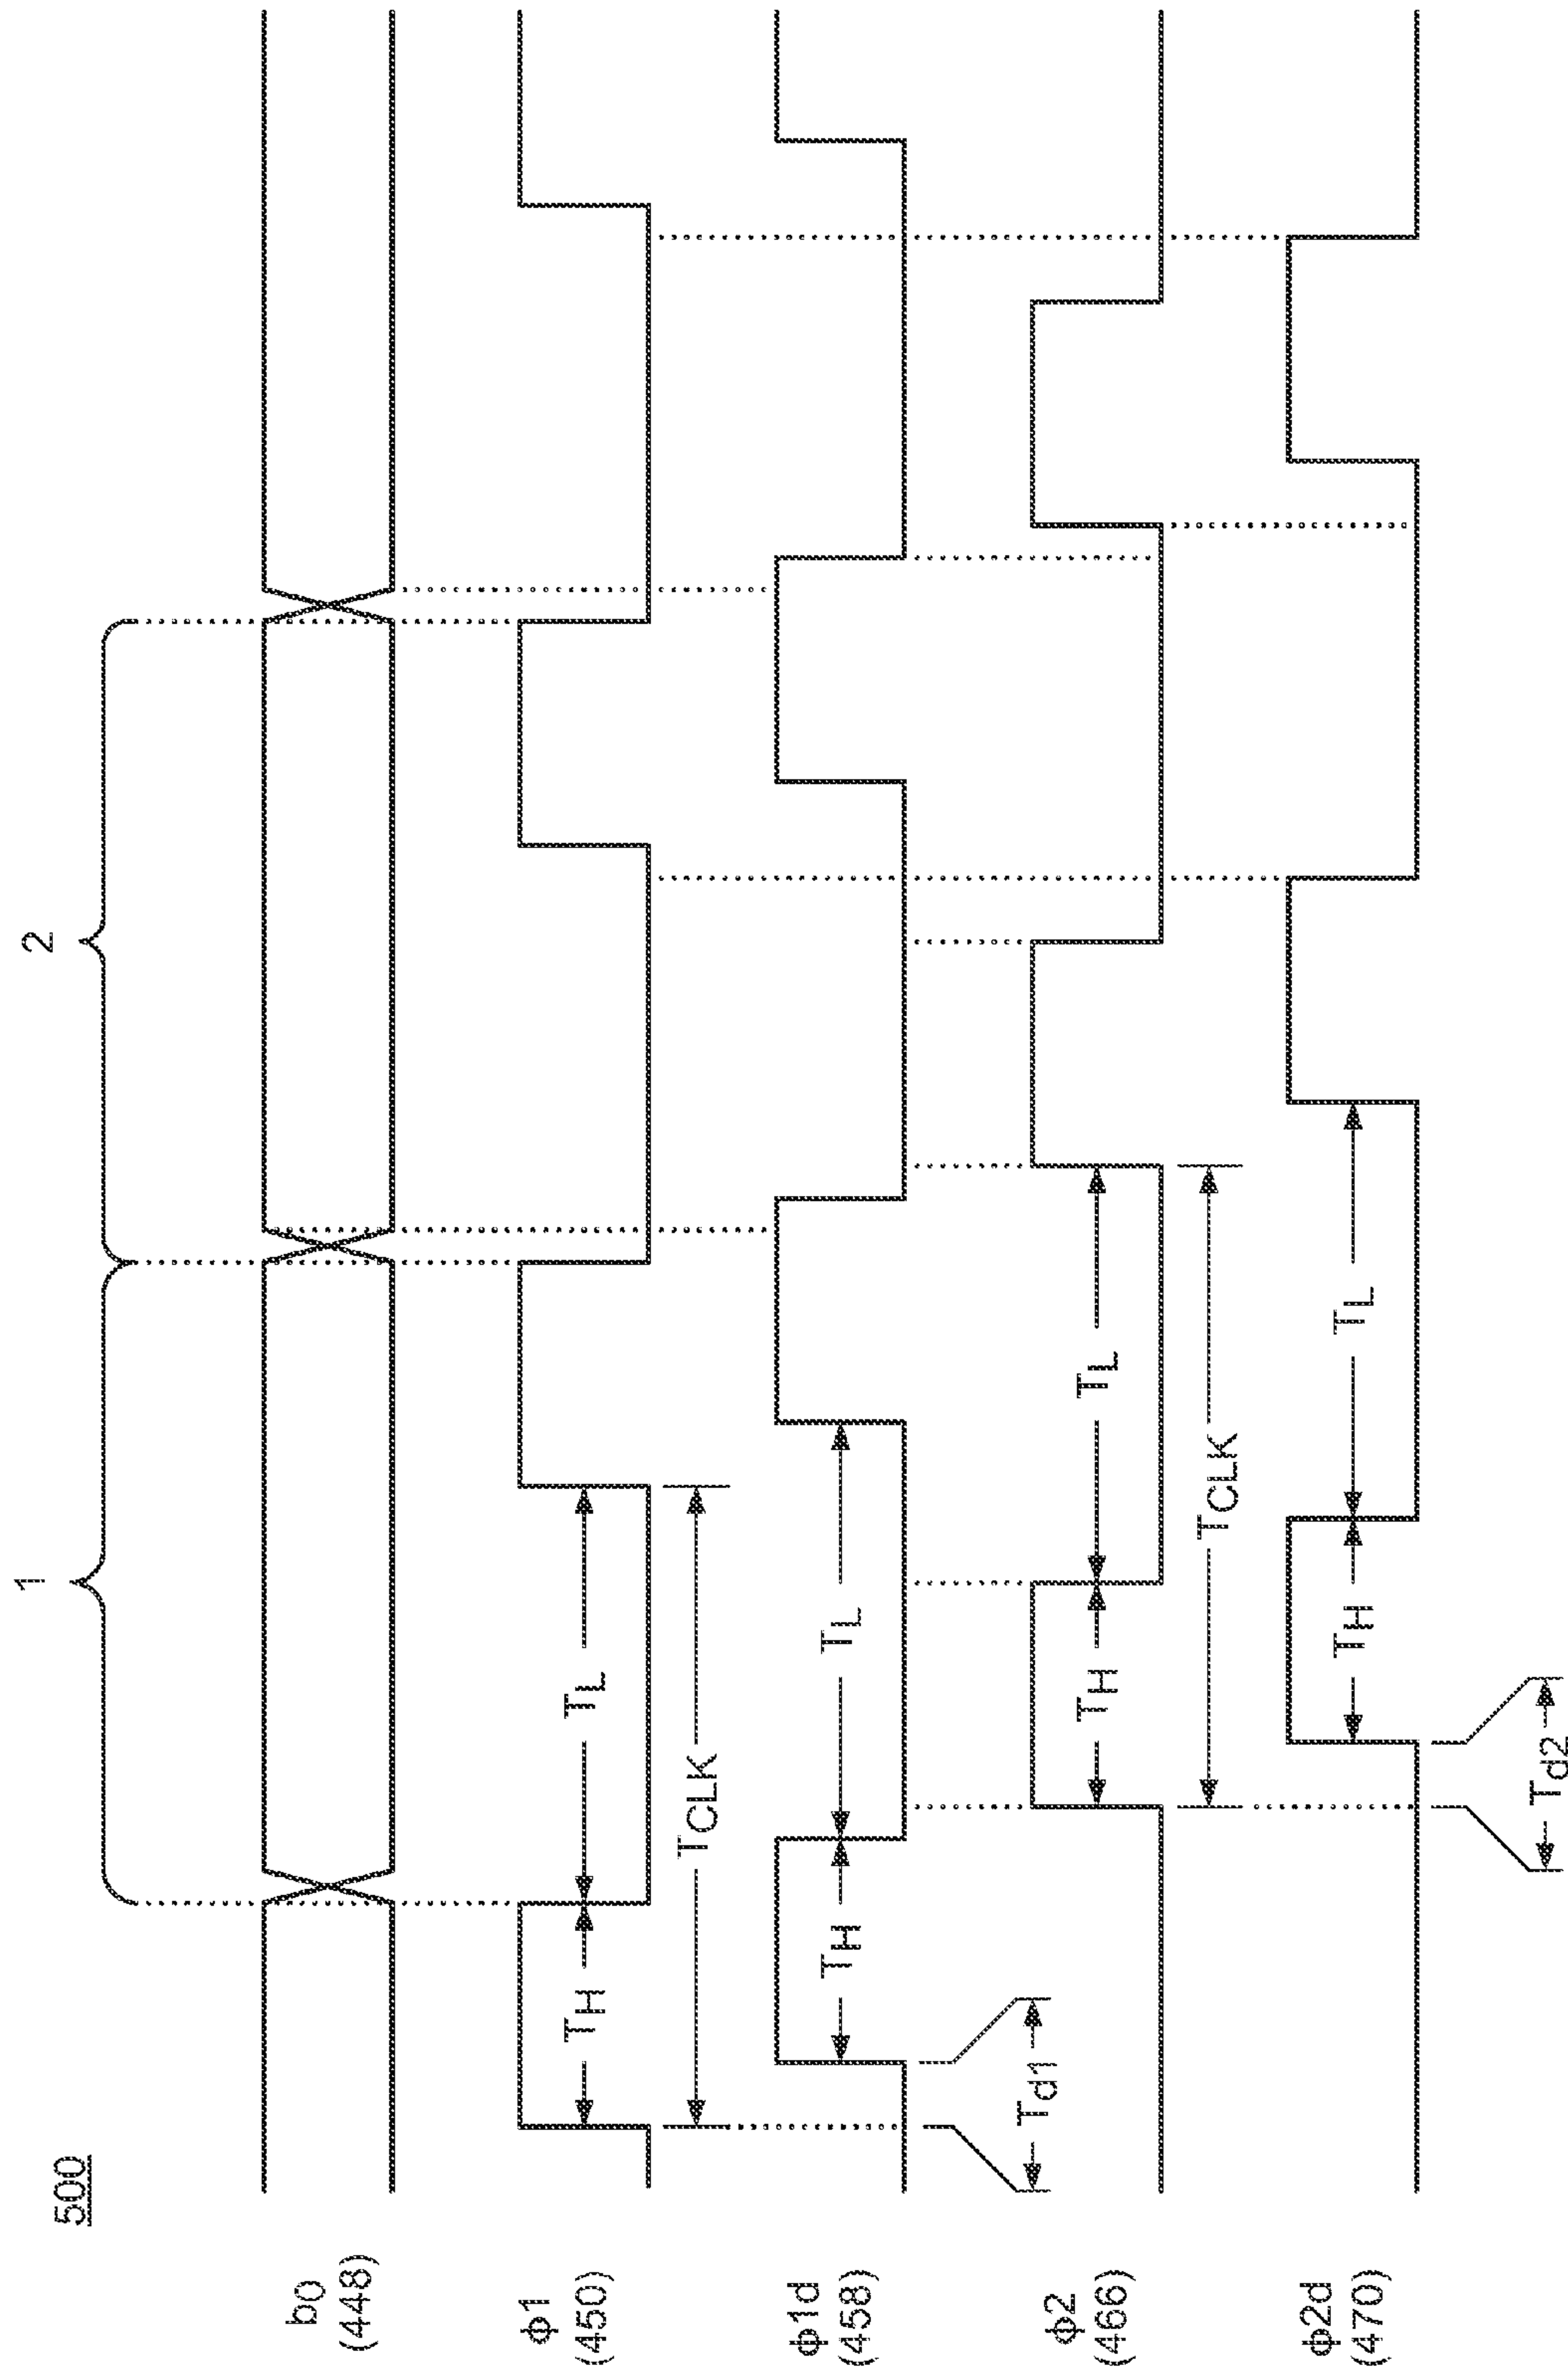 500
1
2
b0
(448)
ϕ1
(450)
TH
TL
TCLK
ϕ1d
(458)
TH
TL
Td1
ϕ2
(466)
TH
TL
TCLK
ϕ2d
(470)
TH
TL
Td2